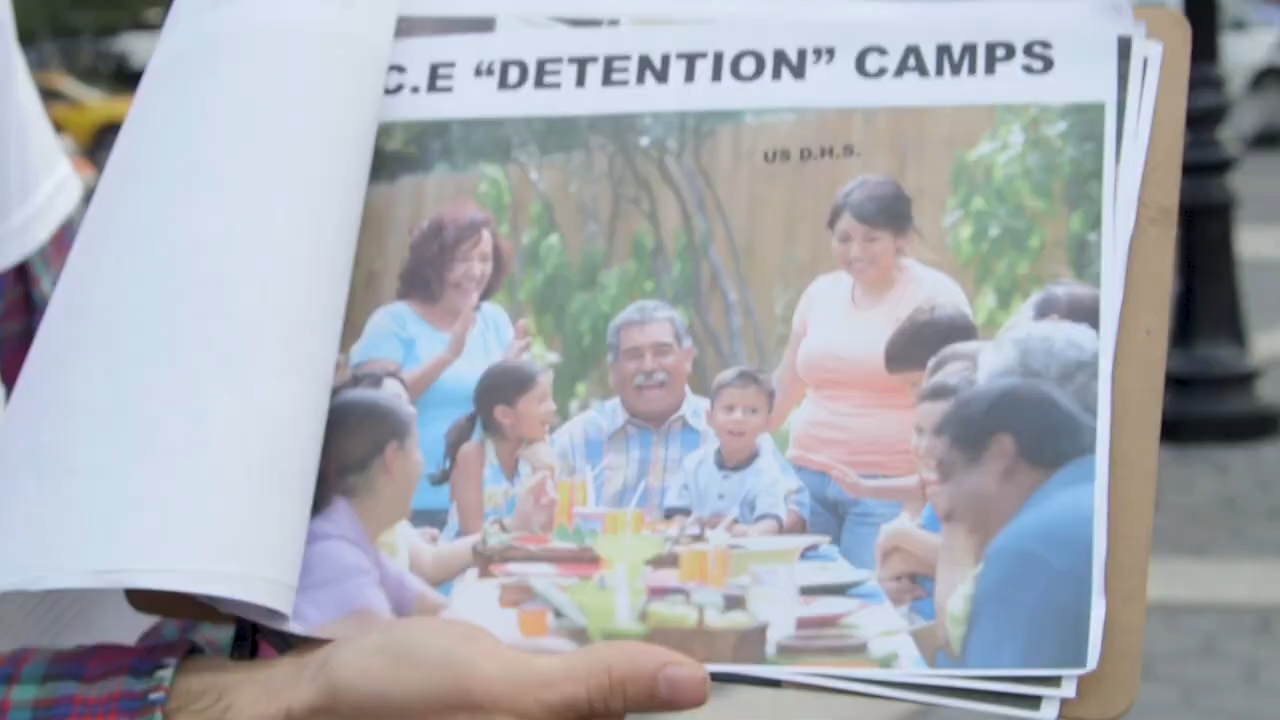 C.E “DETENTION” CAMPS
US D.H.S.